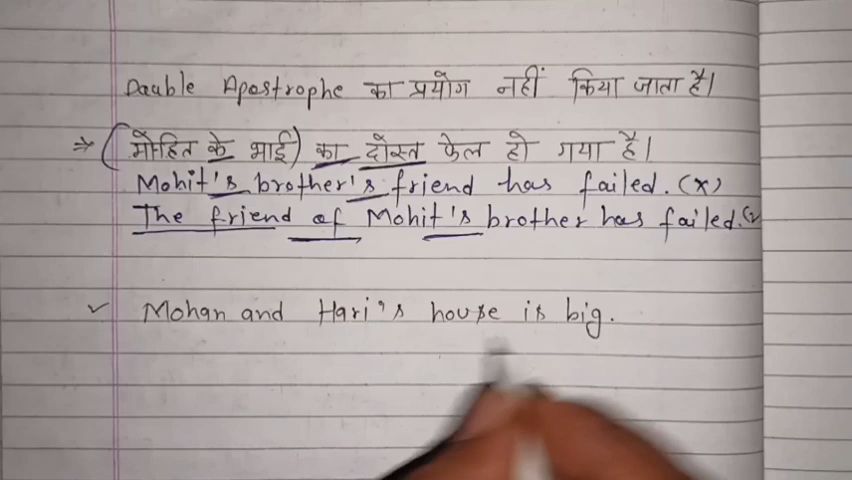 Double Apostrophe का प्रयोग नहीं किया जाता है।
⇒ (मोहित के भाई) का दोस्त फेल हो गया है।
Mohit's brother's friend has failed. (×)
The friend of Mohit's brother has failed. (✓
✓ Mohan and Hari's house is big.